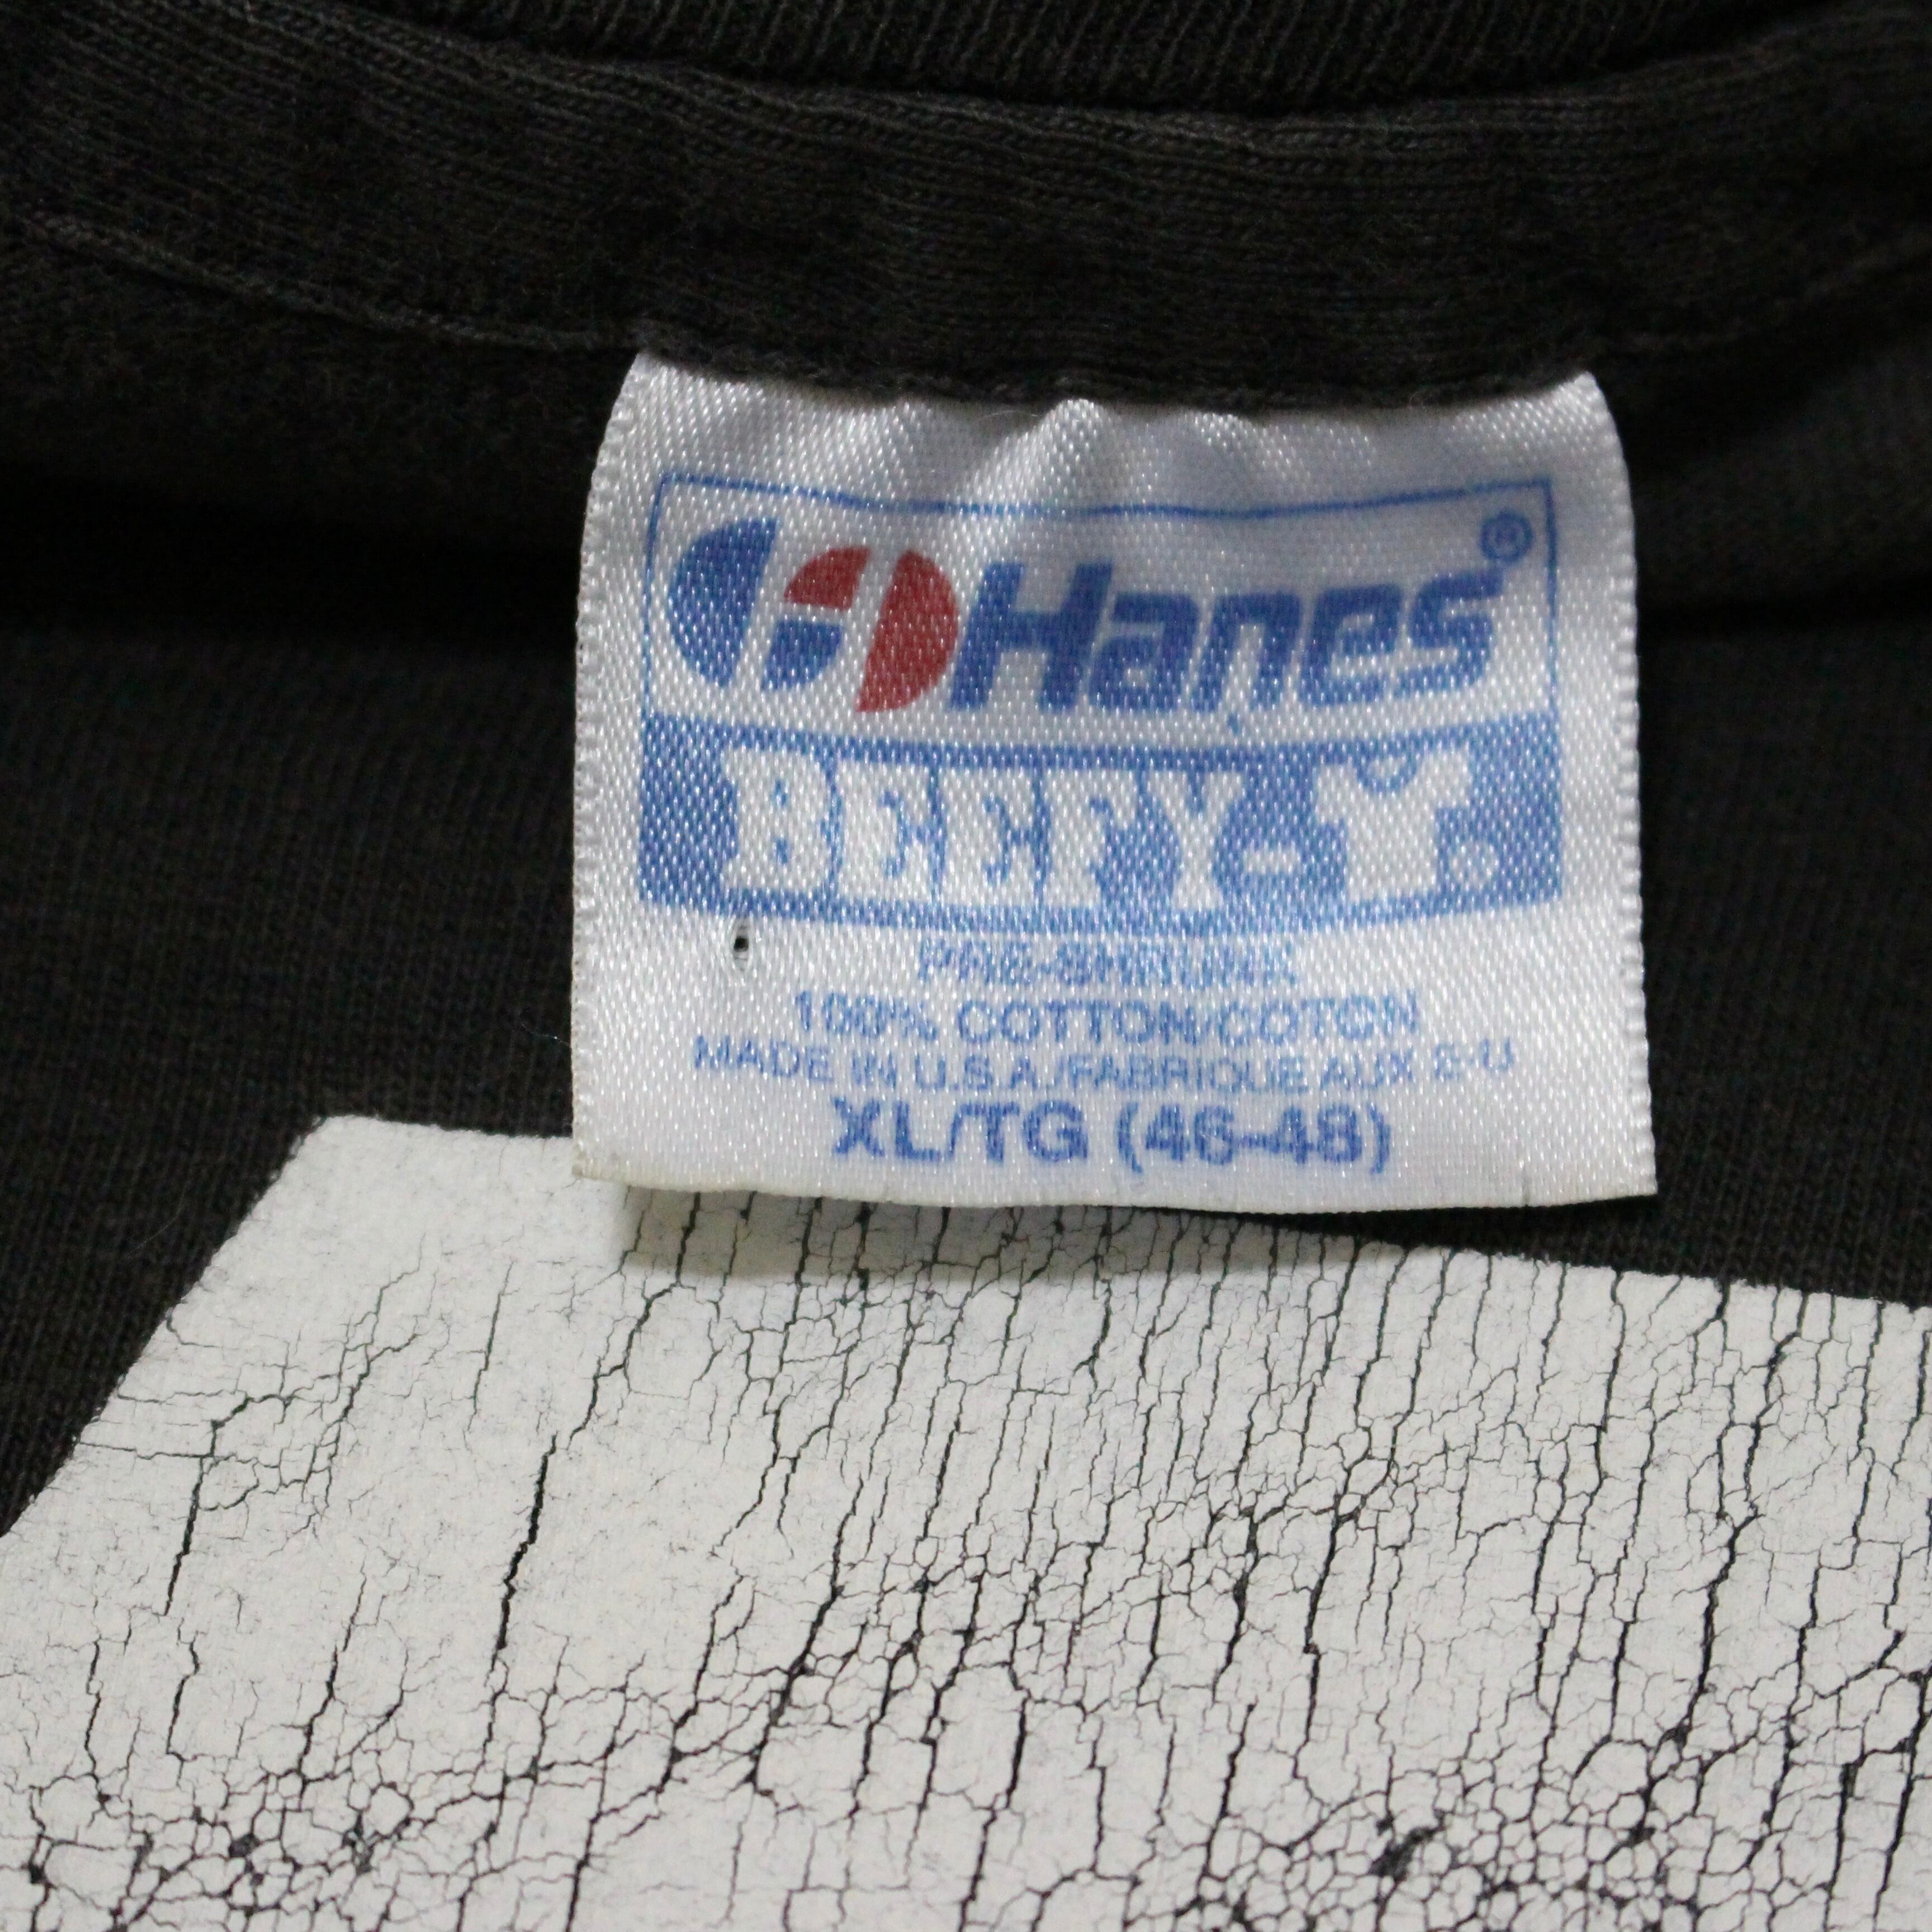 Hanes®
BEEFY-T®
PRE-SHRUNK
100% COTTON/COTON
MADE IN U.S.A./FABRIQUE AUX E-U
XL/TG (46-48)